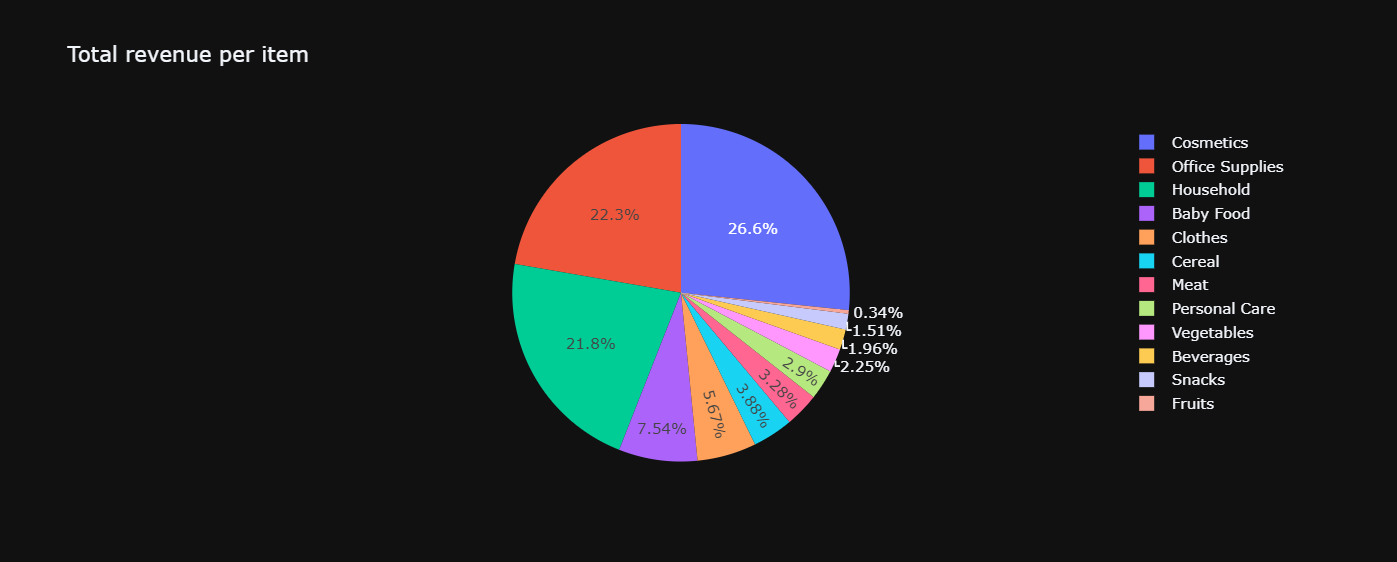 Total revenue per item
22.3%
26.6%
21.8%
7.54%
5.67%
3.88%
3.28%
2.9%
0.34%
1.51%
1.96%
2.25%
Cosmetics
Office Supplies
Household
Baby Food
Clothes
Cereal
Meat
Personal Care
Vegetables
Beverages
Snacks
Fruits